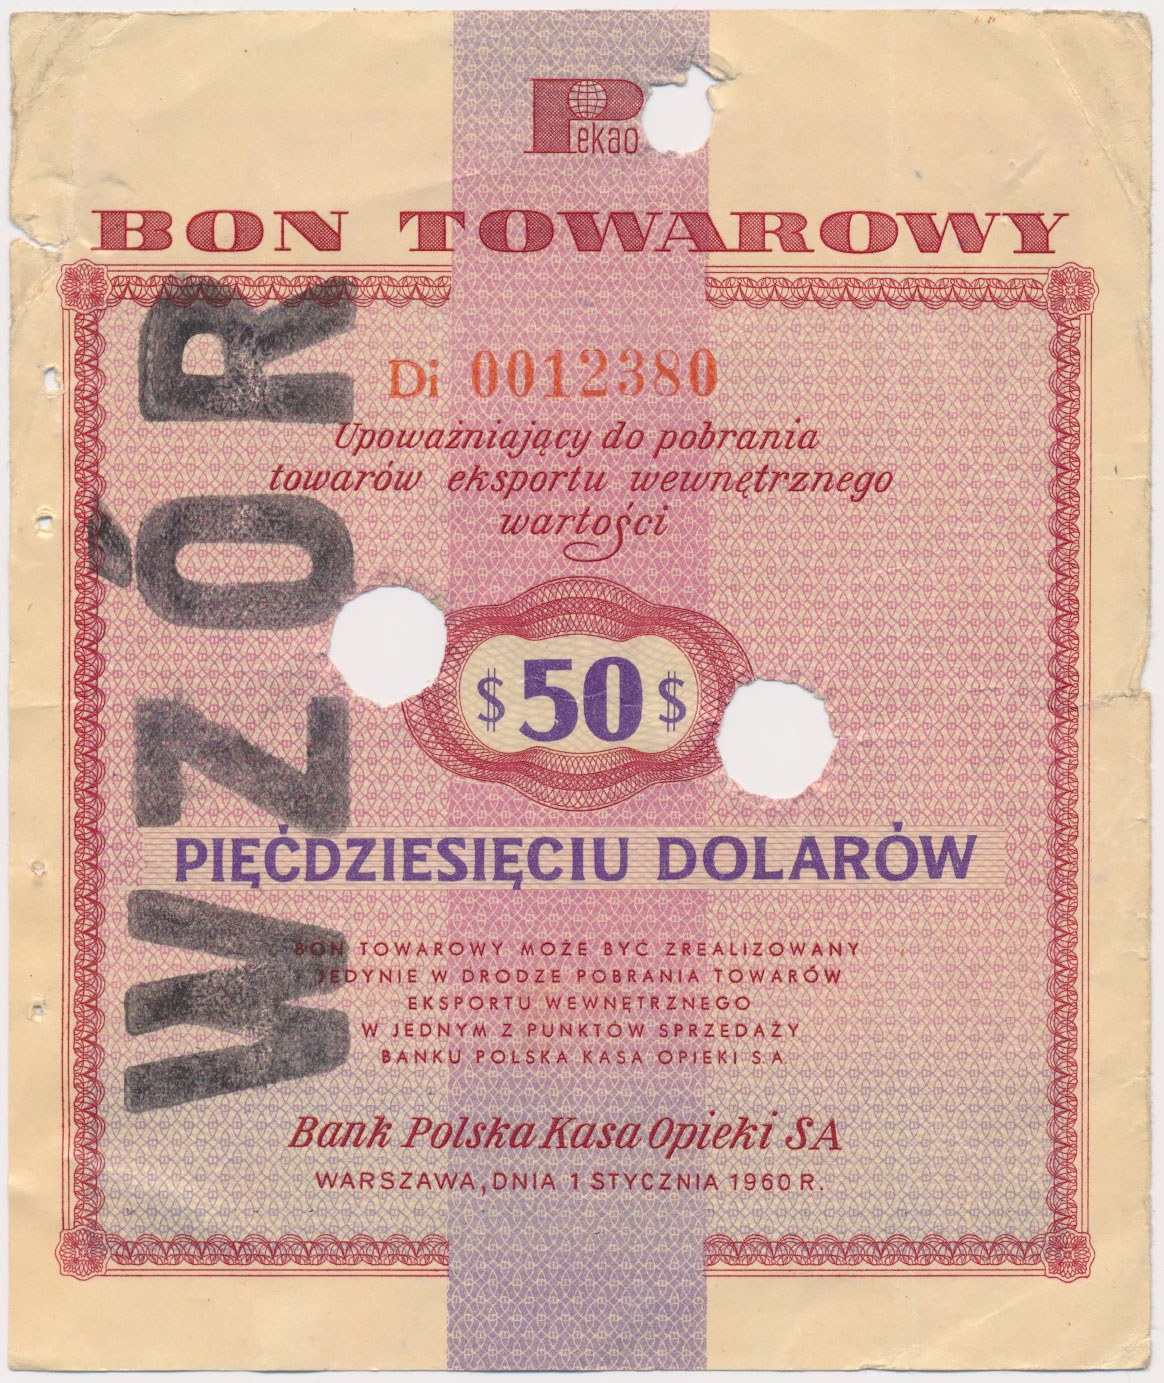 Pekao
BON TOWAROWY
Di 0012380
Upoważniający do pobrania
towarów eksportu wewnętrznego
wartości
$ 50 $
PIĘĆDZIESIĘCIU DOLARÓW
BON TOWAROWY MOŻE BYĆ ZREALIZOWANY
JEDYNIE W DRODZE POBRANIA TOWARÓW
EKSPORTU WEWNĘTRZNEGO
W JEDNYM Z PUNKTÓW SPRZEDAŻY
BANKU POLSKA KASA OPIEKI S.A.
Bank Polska Kasa Opieki SA
WARSZAWA, DNIA 1 STYCZNIA 1960 R.
WZÓR